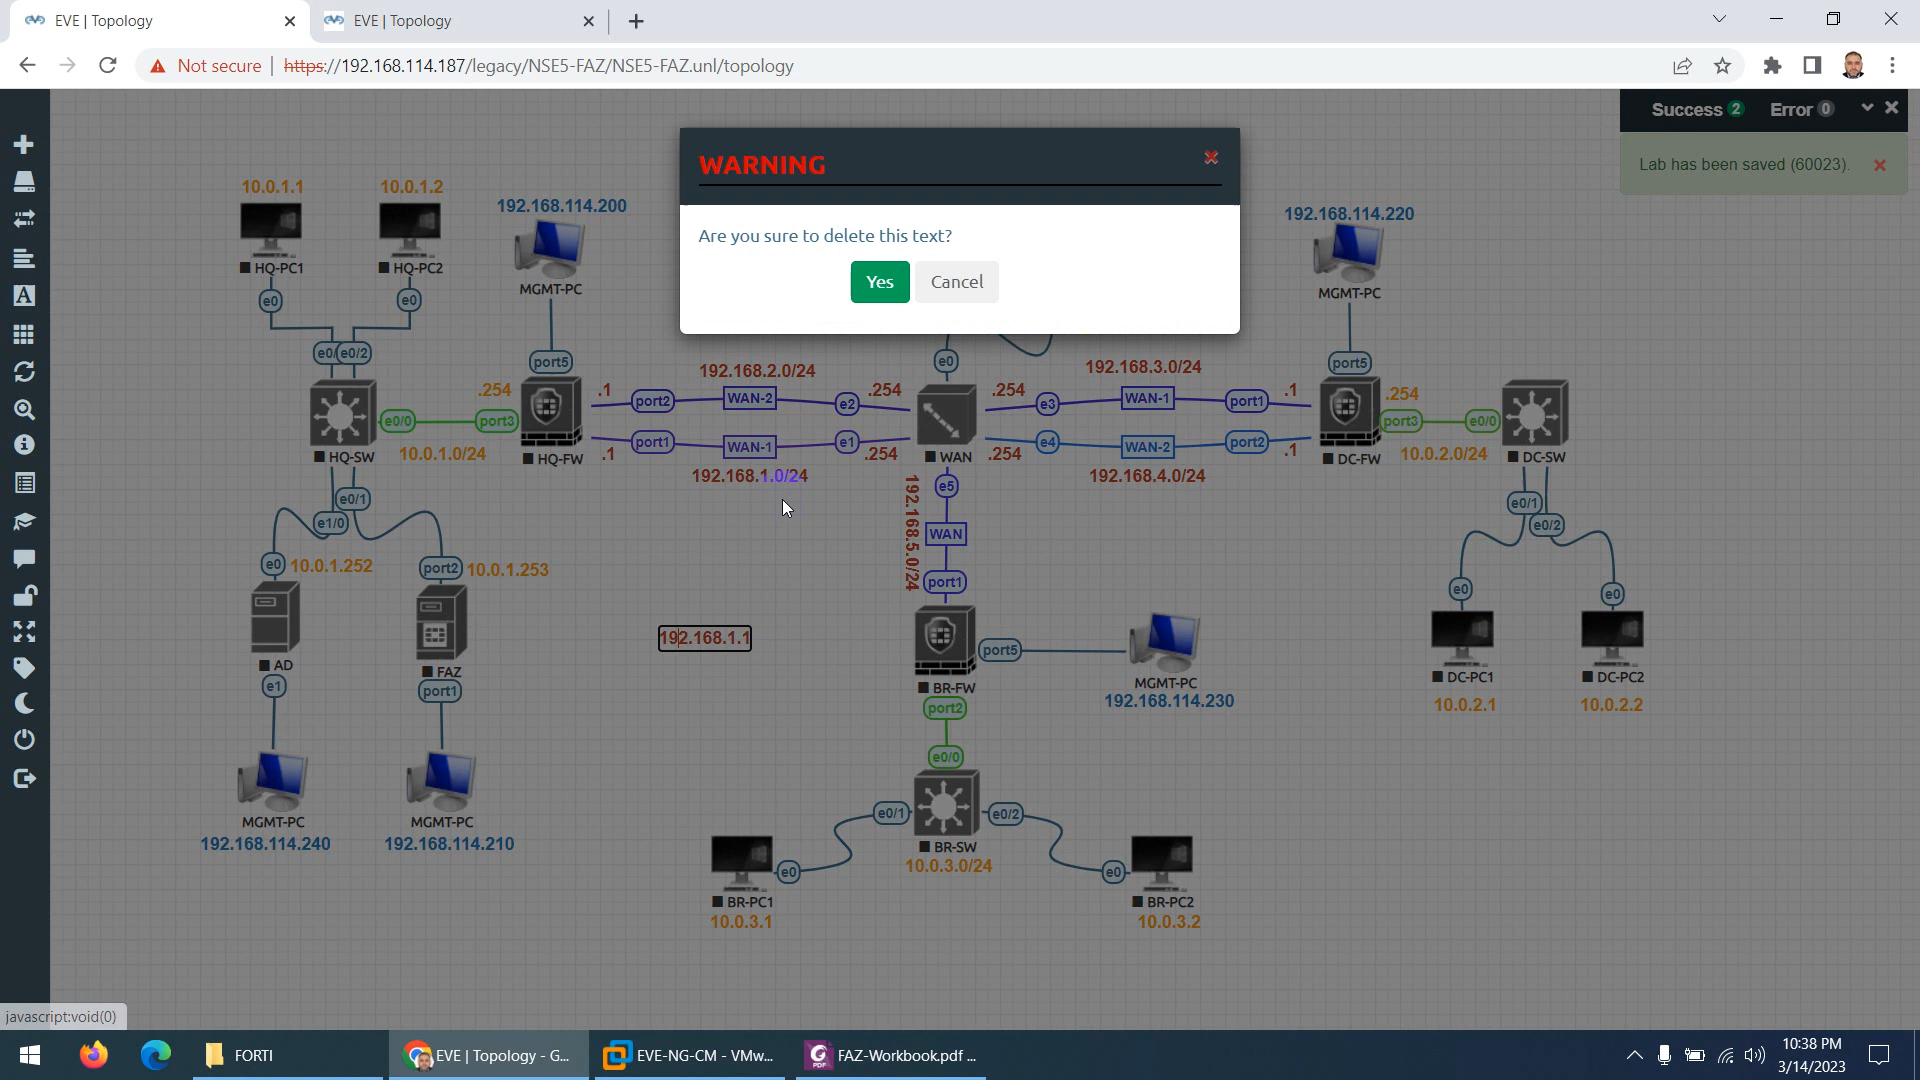 EVE | Topology
EVE | Topology
Not secure
https://192.168.114.187/legacy/NSE5-FAZ/NSE5-FAZ.unl/topology
Success 2 Error 0
Lab has been saved (60023).
WARNING
Are you sure to delete this text?
Yes Cancel
10.0.1.1 10.0.1.2
192.168.114.200
192.168.114.220
HQ-PC1 HQ-PC2
MGMT-PC
MGMT-PC
e0 e0
e0/2
port5 e0 port5
192.168.2.0/24 192.168.3.0/24
.254 .1 port2 WAN-2 e2 .254 .254 e3 WAN-1 port1 .1 .254
e0/0 port3 port3 e0/0
port1 WAN-1 e1 e4 WAN-2 port2
HQ-SW 10.0.1.0/24 HQ-FW .1 .254 WAN .254 .1 DC-FW 10.0.2.0/24 DC-SW
192.168.1.0/24 192.168.4.0/24
e5
e0/1 e0/1
e1/0 e0/2
192.168.5.0/24
WAN
e0 10.0.1.252 port2 10.0.1.253
port1
e0 e0
192.168.1.1
port5
AD FAZ
e1 port1
BR-FW
MGMT-PC
192.168.114.230
port2
DC-PC1 DC-PC2
10.0.2.1 10.0.2.2
e0/0
e0/1 e0/2
MGMT-PC MGMT-PC
192.168.114.240 192.168.114.210
BR-SW
10.0.3.0/24
e0 e0
BR-PC1 BR-PC2
10.0.3.1 10.0.3.2
javascript:void(0)
FORTI
EVE | Topology - G...
EVE-NG-CM - VMw...
FAZ-Workbook.pdf ...
10:38 PM
3/14/2023